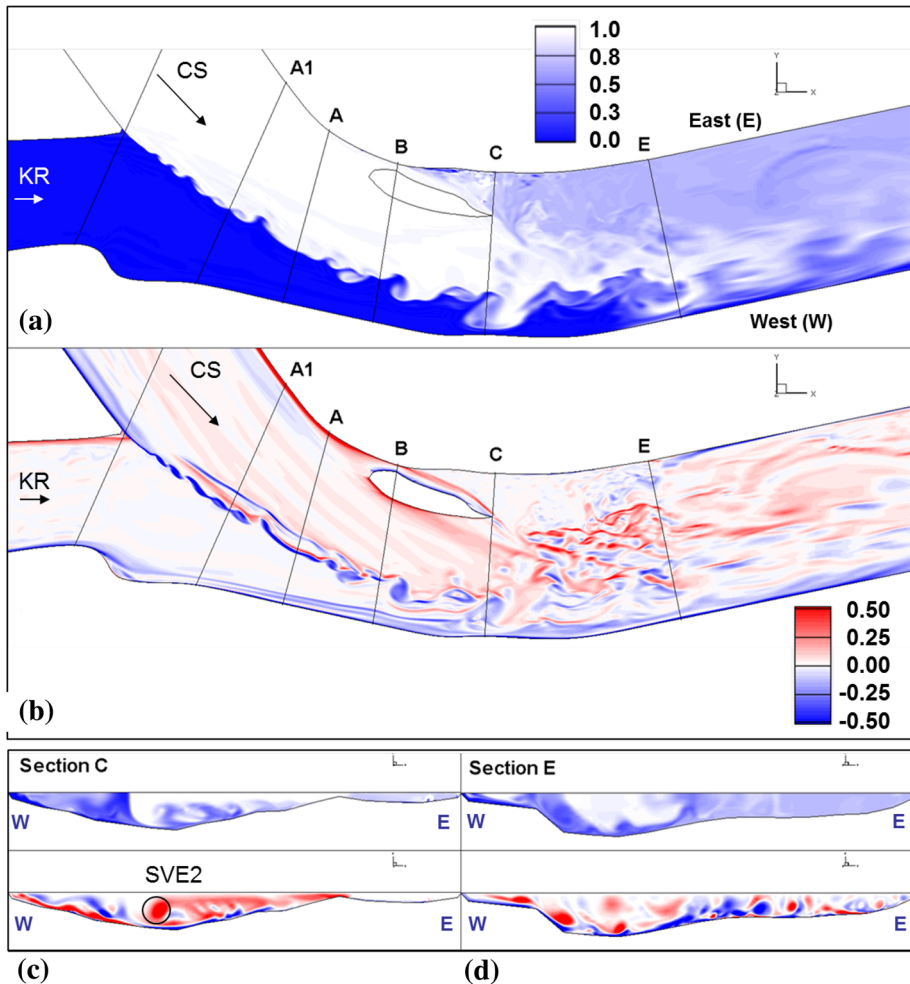 CS
A1
A
B
C
E
1.0
0.8
0.5
0.3
0.0
Y
Z X
East (E)
KR
West (W)
(a)
CS
A1
A
B
C
E
Y
Z X
KR
0.50
0.25
0.00
-0.25
-0.50
(b)
Section C
W E
SVE2
W E
(c)
Section E
W E
W E
(d)